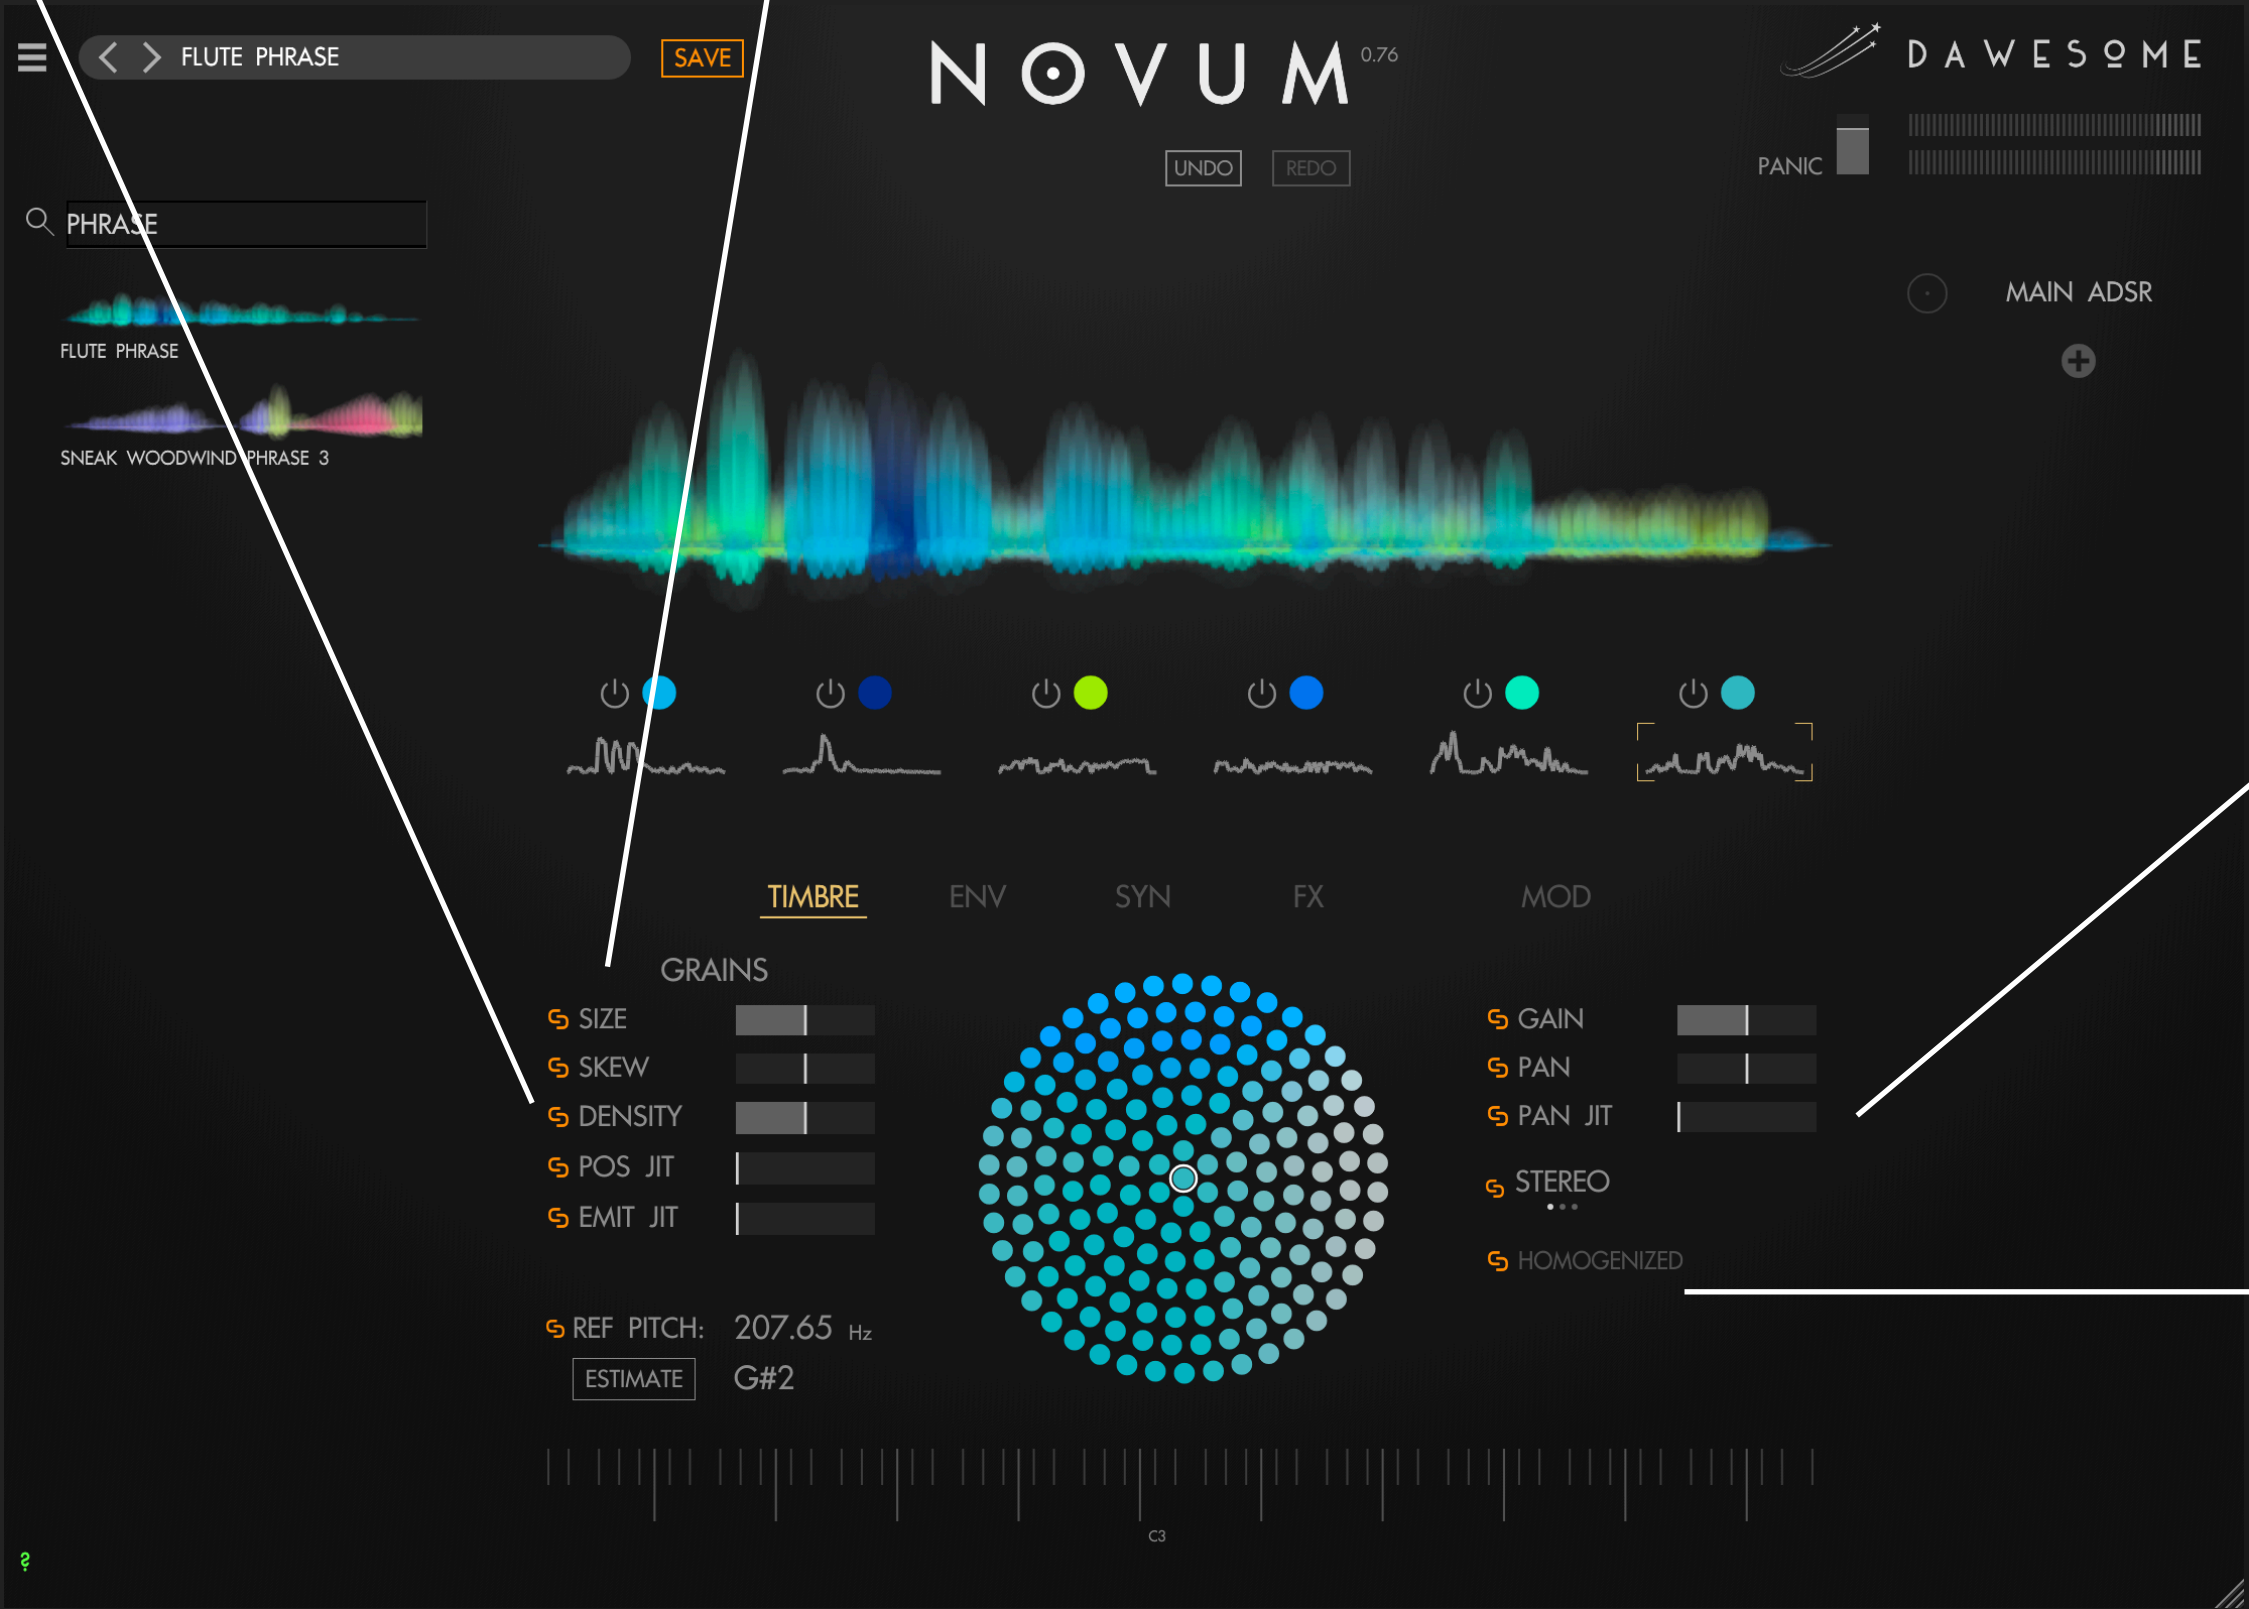 FLUTE PHRASE
SAVE
NOVUM
0.76
DAWESOME
UNDO
REDO
PANIC
PHRASE
FLUTE PHRASE
SNEAK WOODWIND PHRASE 3
MAIN ADSR
TIMBRE
ENV
SYN
FX
MOD
GRAINS
SIZE
SKEW
DENSITY
POS JIT
EMIT JIT
REF PITCH: 207.65 Hz
ESTIMATE
G#2
GAIN
PAN
PAN JIT
STEREO
HOMOGENIZED
C3
?